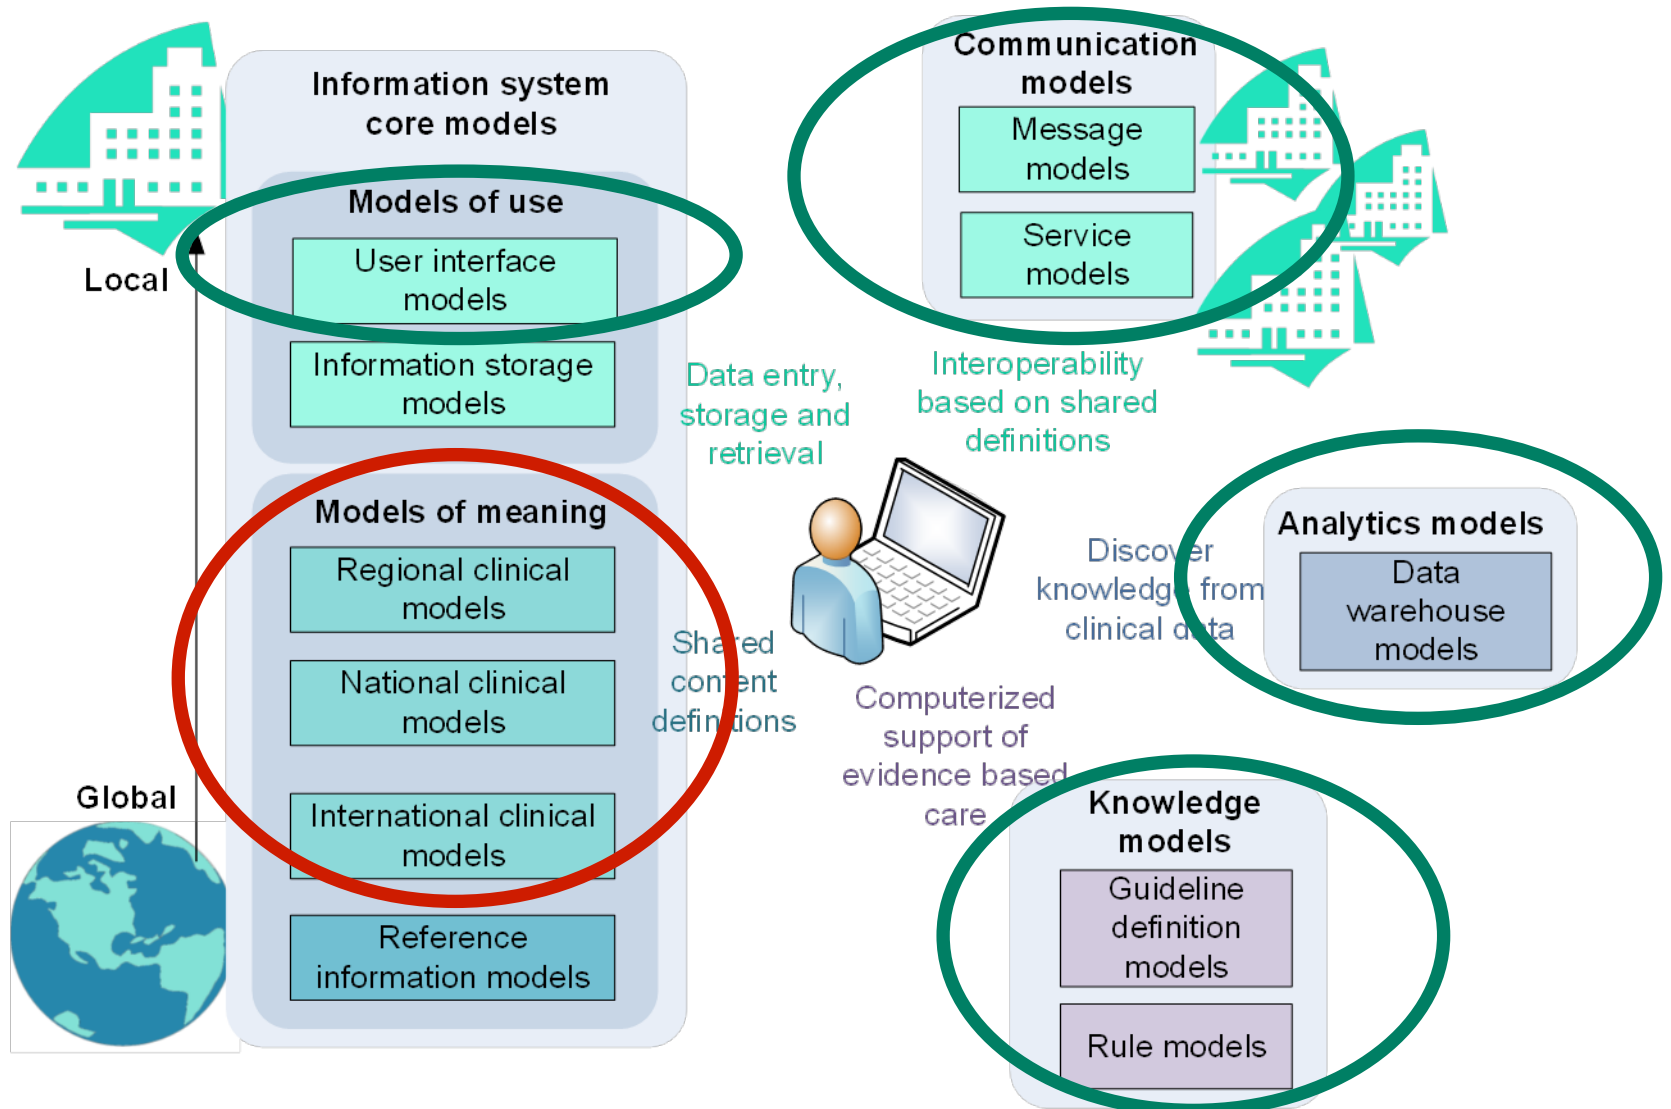 Information system
core models
Models of use
User interface
models
Information storage
models
Local
Models of meaning
Regional clinical
models
National clinical
models
International clinical
models
Reference
information models
Global
Communication
models
Message
models
Service
models
Data entry,
storage and
retrieval
Interoperability
based on shared
definitions
Shared
content
definitions
Discover
knowledge from
clinical data
Analytics models
Data
warehouse
models
Computerized
support of
evidence based
care
Knowledge
models
Guideline
definition
models
Rule models